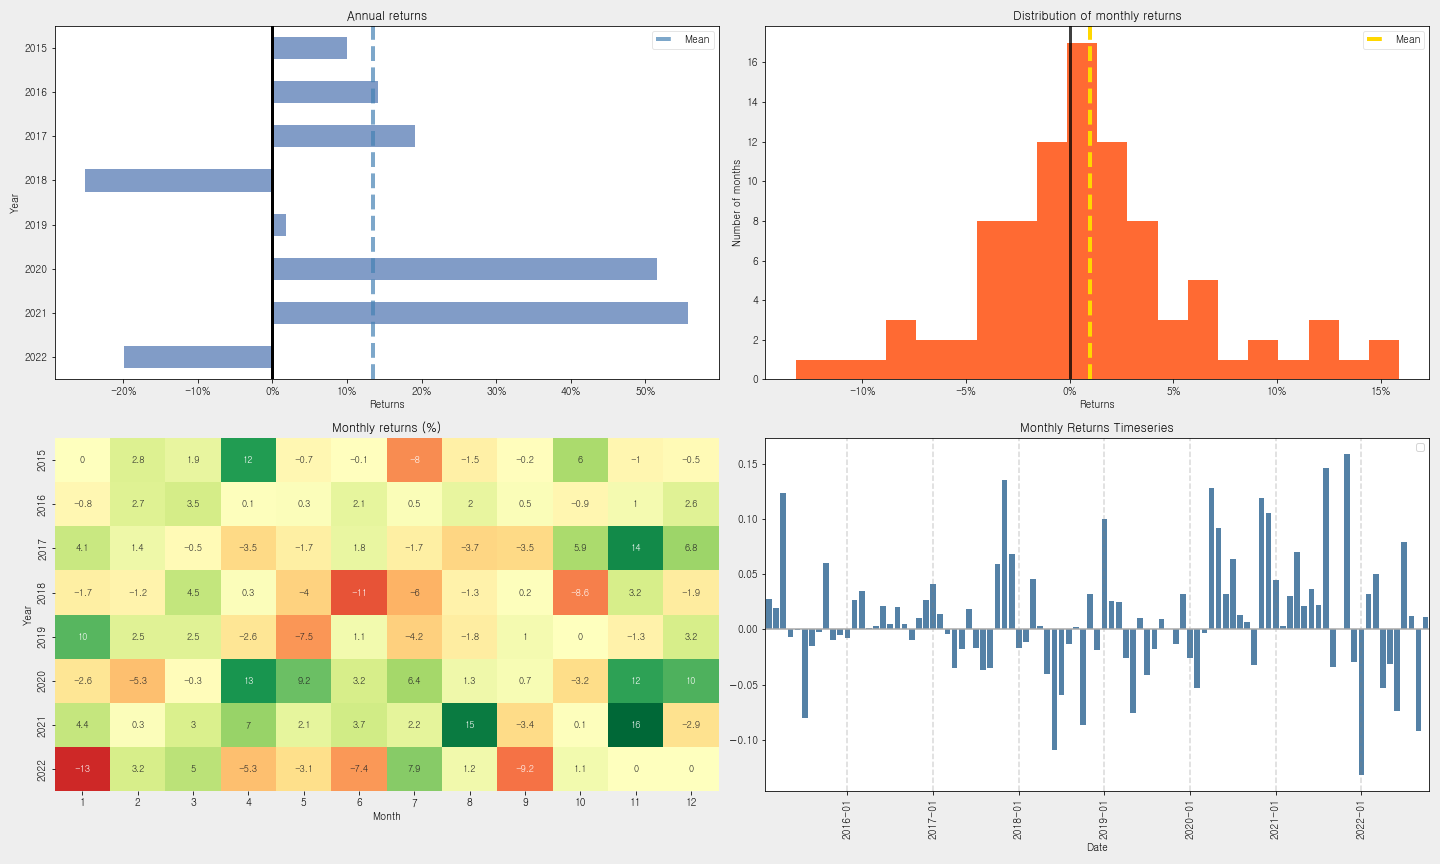 Annual returns
Mean
Year
2015
2016
2017
2018
2019
2020
2021
2022
−20% −10% 0% 10% 20% 30% 40% 50%
Returns
Distribution of monthly returns
Mean
Number of months
16
14
12
10
8
6
4
2
0
−10% −5% 0% 5% 10% 15%
Returns
Monthly returns (%)
Year
2015 0 2.8 1.9 12 −0.7 −0.1 −8 −1.5 −0.2 6 −1 −0.5
2016 −0.8 2.7 3.5 0.1 0.3 2.1 0.5 2 0.5 −0.9 1 2.6
2017 4.1 1.4 −0.5 −3.5 −1.7 1.8 −1.7 −3.7 −3.5 5.9 14 6.8
2018 −1.7 −1.2 4.5 0.3 −4 −11 −6 −1.3 0.2 −8.6 3.2 −1.9
2019 10 2.5 2.5 −2.6 −7.5 1.1 −4.2 −1.8 1 0 −1.3 3.2
2020 −2.6 −5.3 −0.3 13 9.2 3.2 6.4 1.3 0.7 −3.2 12 10
2021 4.4 0.3 3 7 2.1 3.7 2.2 15 −3.4 0.1 16 −2.9
2022 −13 3.2 5 −5.3 −3.1 −7.4 7.9 1.2 −9.2 1.1 0 0
1 2 3 4 5 6 7 8 9 10 11 12
Month
Monthly Returns Timeseries
0.15
0.10
0.05
0.00
−0.05
−0.10
2016-01 2017-01 2018-01 2019-01 2020-01 2021-01 2022-01
Date